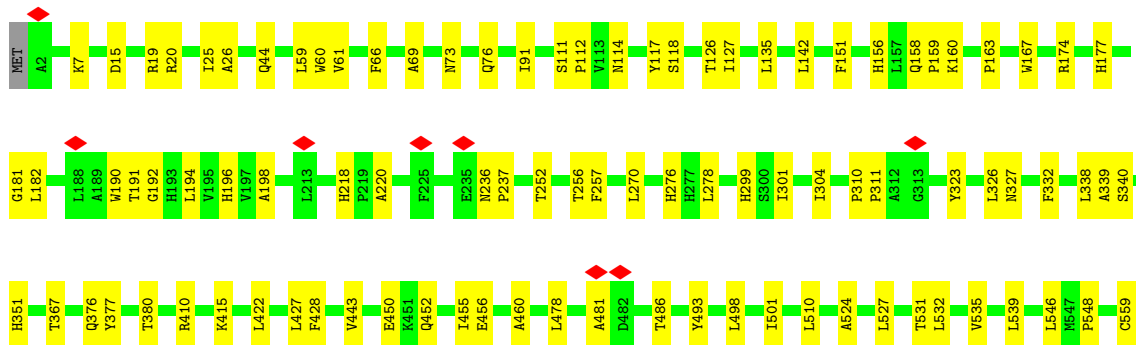 MET A2 K7 D15 R19 R20 I25 A26 Q44 L59 W60 V61 F66 A69 N73 Q76 I91 S111 P112 V113 N114 Y117 S118 T126 I127 L135 L142 F151 H156 L157 Q158 P159 K160 P163 W167 R174 H177
G181 L182 L188 A189 W190 T191 G192 H193 L194 V195 H196 V197 A198 L213 H218 P219 A220 F225 E235 N236 P237 T252 T256 F257 L270 H276 H277 L278 H299 S300 I301 I304 P310 P311 A312 G313 Y323 L326 N327 F332 L338 A339 S340
H351 T367 Q376 Y377 T380 R410 K415 L422 L427 F428 V443 E450 K451 Q452 I455 E456 A460 L478 A481 D482 T486 Y493 L498 I501 L510 A524 L527 T531 L532 V535 L539 L546 M547 P548 C559